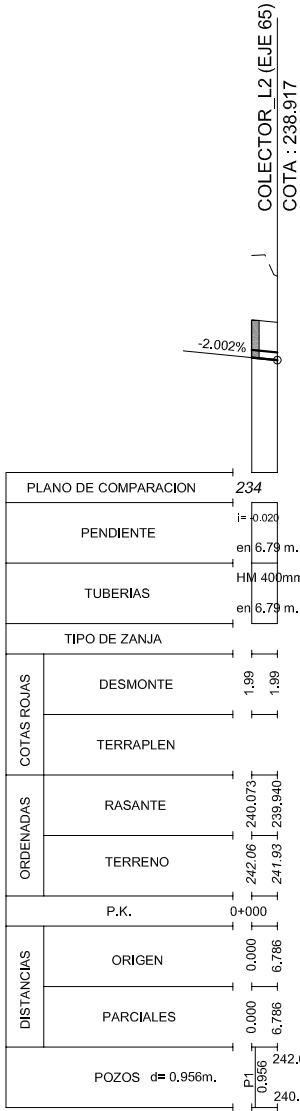 COLECTOR_L2 (EJE 65)
COTA : 238.917
-2.002%
PLANO DE COMPARACION 234
PENDIENTE
i= -0.020
en 6.79 m.
TUBERIAS
HM 400mm
en 6.79 m.
TIPO DE ZANJA
COTAS ROJAS
DESMONTE 1.99 1.99
TERRAPLEN
ORDENADAS
RASANTE 240.073 239.940
TERRENO 242.06 241.93
P.K. 0+000
DISTANCIAS
ORIGEN 0.000 6.786
PARCIALES 0.000 6.786
POZOS d= 0.956m.
P1
0.956